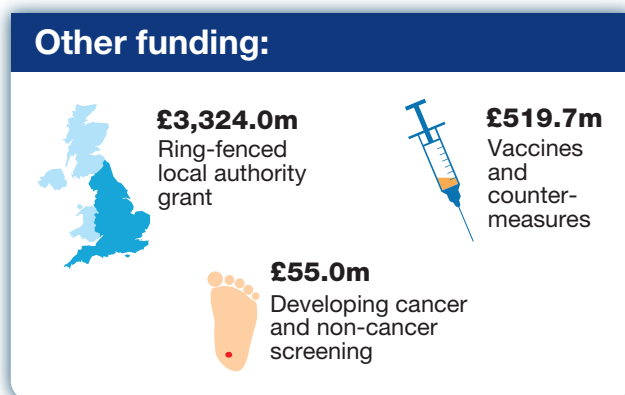 Other funding:
£3,324.0m
Ring-fenced
local authority
grant
£519.7m
Vaccines
and
counter-
measures
£55.0m
Developing cancer
and non-cancer
screening